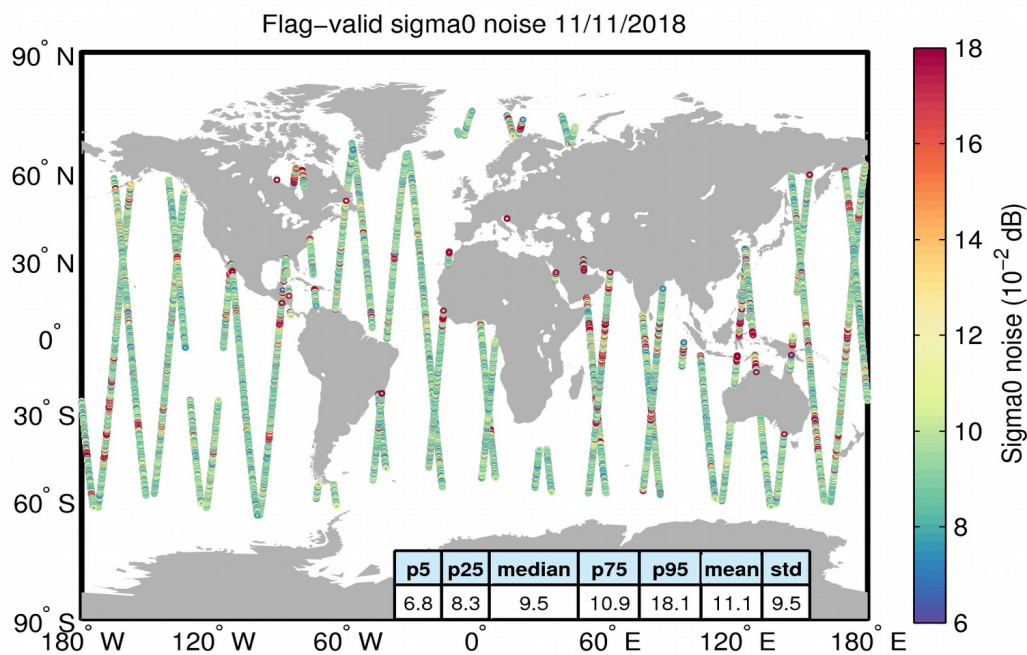 Flag−valid sigma0 noise 11/11/2018
90° N
60° N
30° N
0°
30° S
60° S
90° S
180° W
120° W
60° W
0°
60° E
120° E
180° E
p5 p25 median p75 p95 mean std
6.8 8.3 9.5 10.9 18.1 11.1 9.5
18
16
14
12
10
8
6
Sigma0 noise (10⁻² dB)